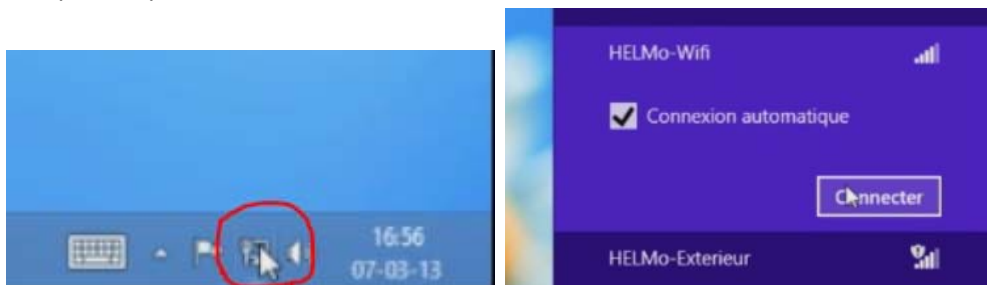 16:56
07-03-13
HELMo-Wifi
Connexion automatique
Connecter
HELMo-Exterieur